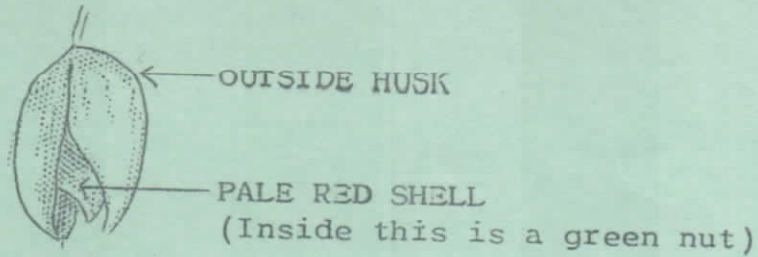 OUTSIDE HUSK
PALE RED SHELL
(Inside this is a green nut)